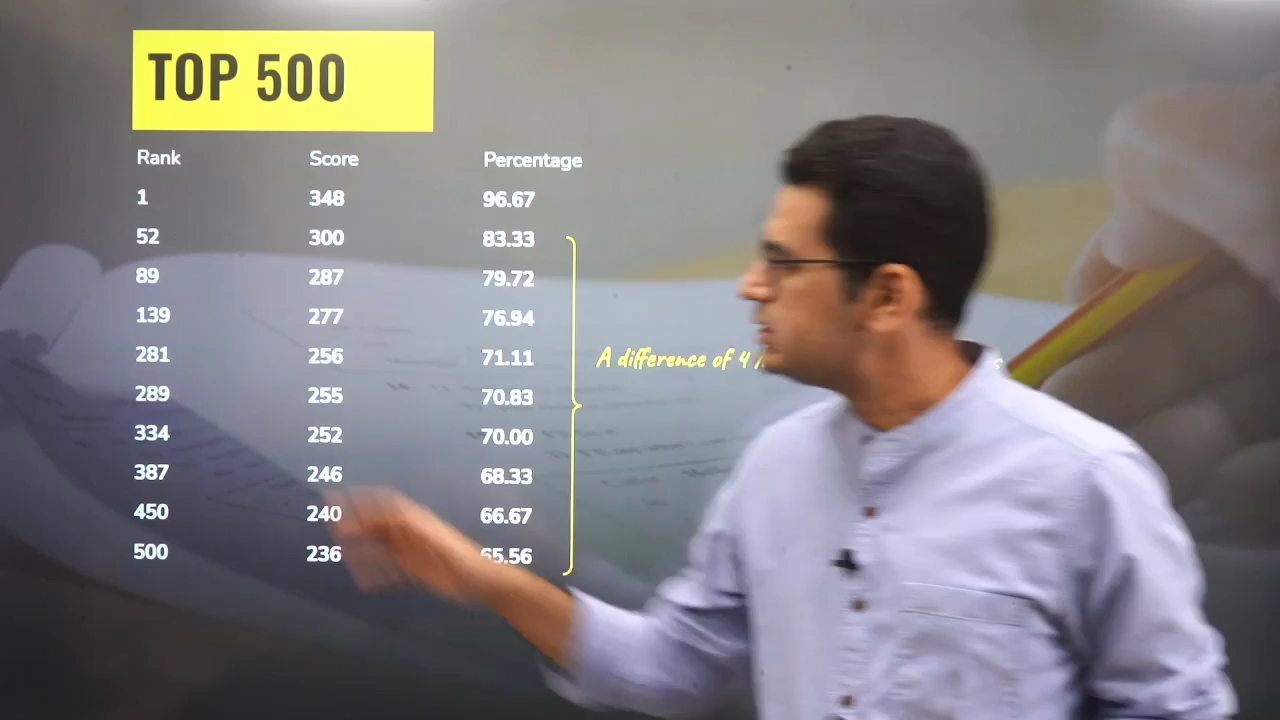 TOP 500
Rank Score Percentage
1 348 96.67
52 300 83.33
89 287 79.72
139 277 76.94
281 256 71.11
289 255 70.83
334 252 70.00
387 246 68.33
450 240 66.67
500 236 65.56
A difference of 4